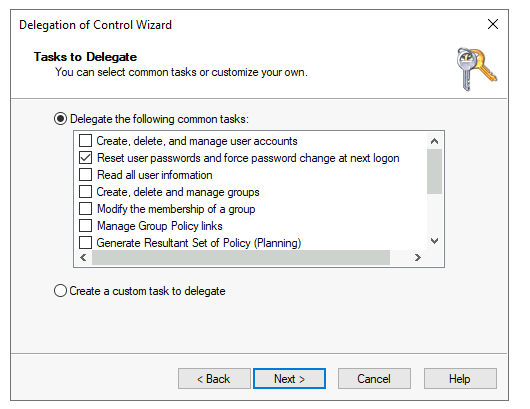 Delegation of Control Wizard
Tasks to Delegate
You can select common tasks or customize your own.
Delegate the following common tasks:
Create, delete, and manage user accounts
Reset user passwords and force password change at next logon
Read all user information
Create, delete and manage groups
Modify the membership of a group
Manage Group Policy links
Generate Resultant Set of Policy (Planning)
Create a custom task to delegate
< Back Next > Cancel Help